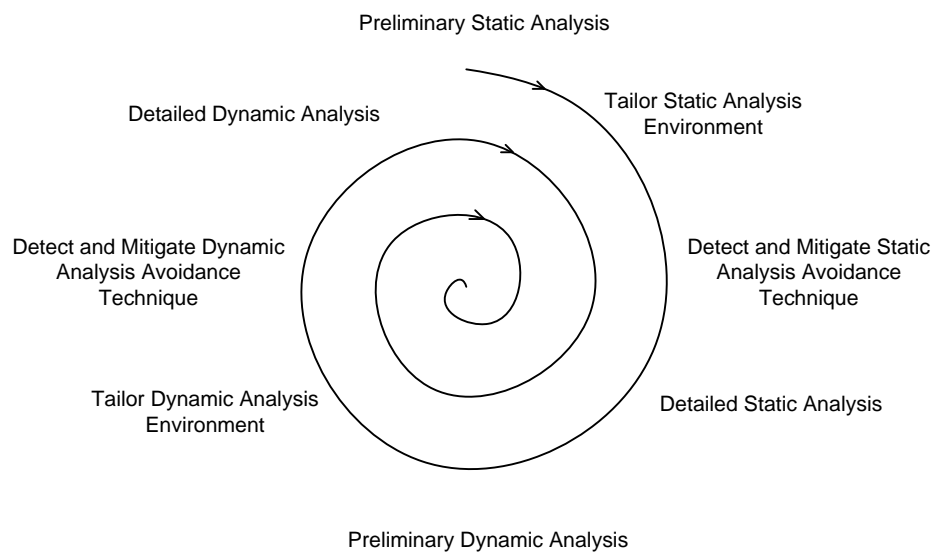 Preliminary Static Analysis
Tailor Static Analysis
Environment
Detect and Mitigate Static
Analysis Avoidance
Technique
Detailed Static Analysis
Preliminary Dynamic Analysis
Tailor Dynamic Analysis
Environment
Detect and Mitigate Dynamic
Analysis Avoidance
Technique
Detailed Dynamic Analysis